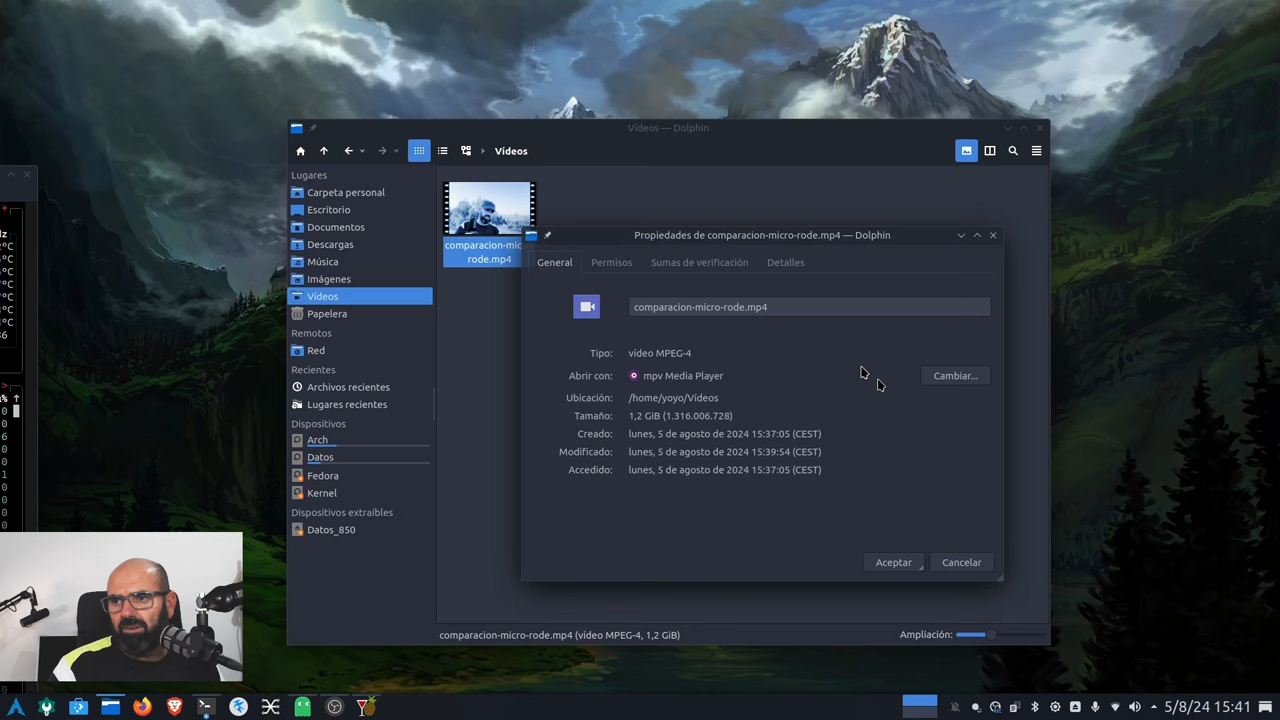 Vídeos — Dolphin
Vídeos
Lugares
Carpeta personal
Escritorio
Documentos
Descargas
Música
Imágenes
Vídeos
Papelera
Remotos
Red
Recientes
Archivos recientes
Lugares recientes
Dispositivos
Arch
Datos
Fedora
Kernel
Dispositivos extraíbles
Datos_850
comparacion-mic
rode.mp4
Propiedades de comparacion-micro-rode.mp4 — Dolphin
General Permisos Sumas de verificación Detalles
comparacion-micro-rode.mp4
Tipo: vídeo MPEG-4
Abrir con: mpv Media Player Cambiar...
Ubicación: /home/yoyo/Vídeos
Tamaño: 1,2 GiB (1.316.006.728)
Creado: lunes, 5 de agosto de 2024 15:37:05 (CEST)
Modificado: lunes, 5 de agosto de 2024 15:39:54 (CEST)
Accedido: lunes, 5 de agosto de 2024 15:37:05 (CEST)
Aceptar Cancelar
comparacion-micro-rode.mp4 (vídeo MPEG-4, 1,2 GiB)
Ampliación:
5/8/24 15:41